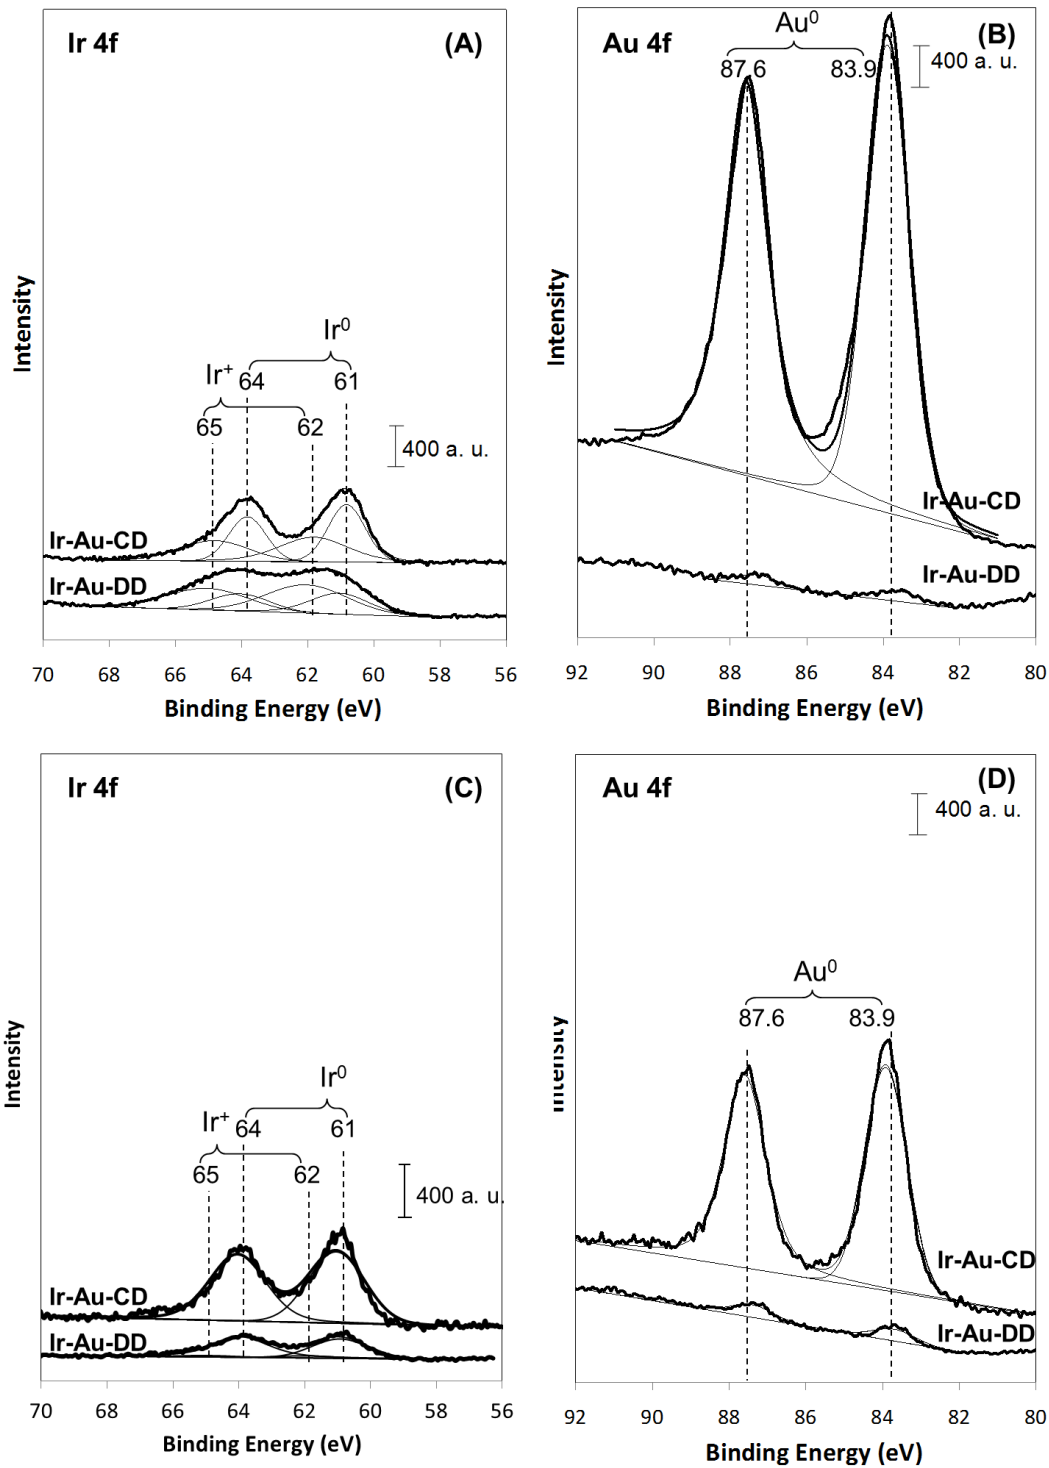 Ir 4f
(A)
Ir⁰
Ir⁺ 64 61
65 62
400 a. u.
Ir-Au-CD
Ir-Au-DD
Intensity
70 68 66 64 62 60 58 56
Binding Energy (eV)
Au 4f
(B)
Au⁰
87.6 83.9
400 a. u.
Ir-Au-CD
Ir-Au-DD
Intensity
92 90 88 86 84 82 80
Binding Energy (eV)
Ir 4f
(C)
Ir⁰
Ir⁺ 64 61
65 62
400 a. u.
Ir-Au-CD
Ir-Au-DD
Intensity
70 68 66 64 62 60 58 56
Binding Energy (eV)
Au 4f
(D)
400 a. u.
Au⁰
87.6 83.9
Ir-Au-CD
Ir-Au-DD
Intensity
92 90 88 86 84 82 80
Binding Energy (eV)